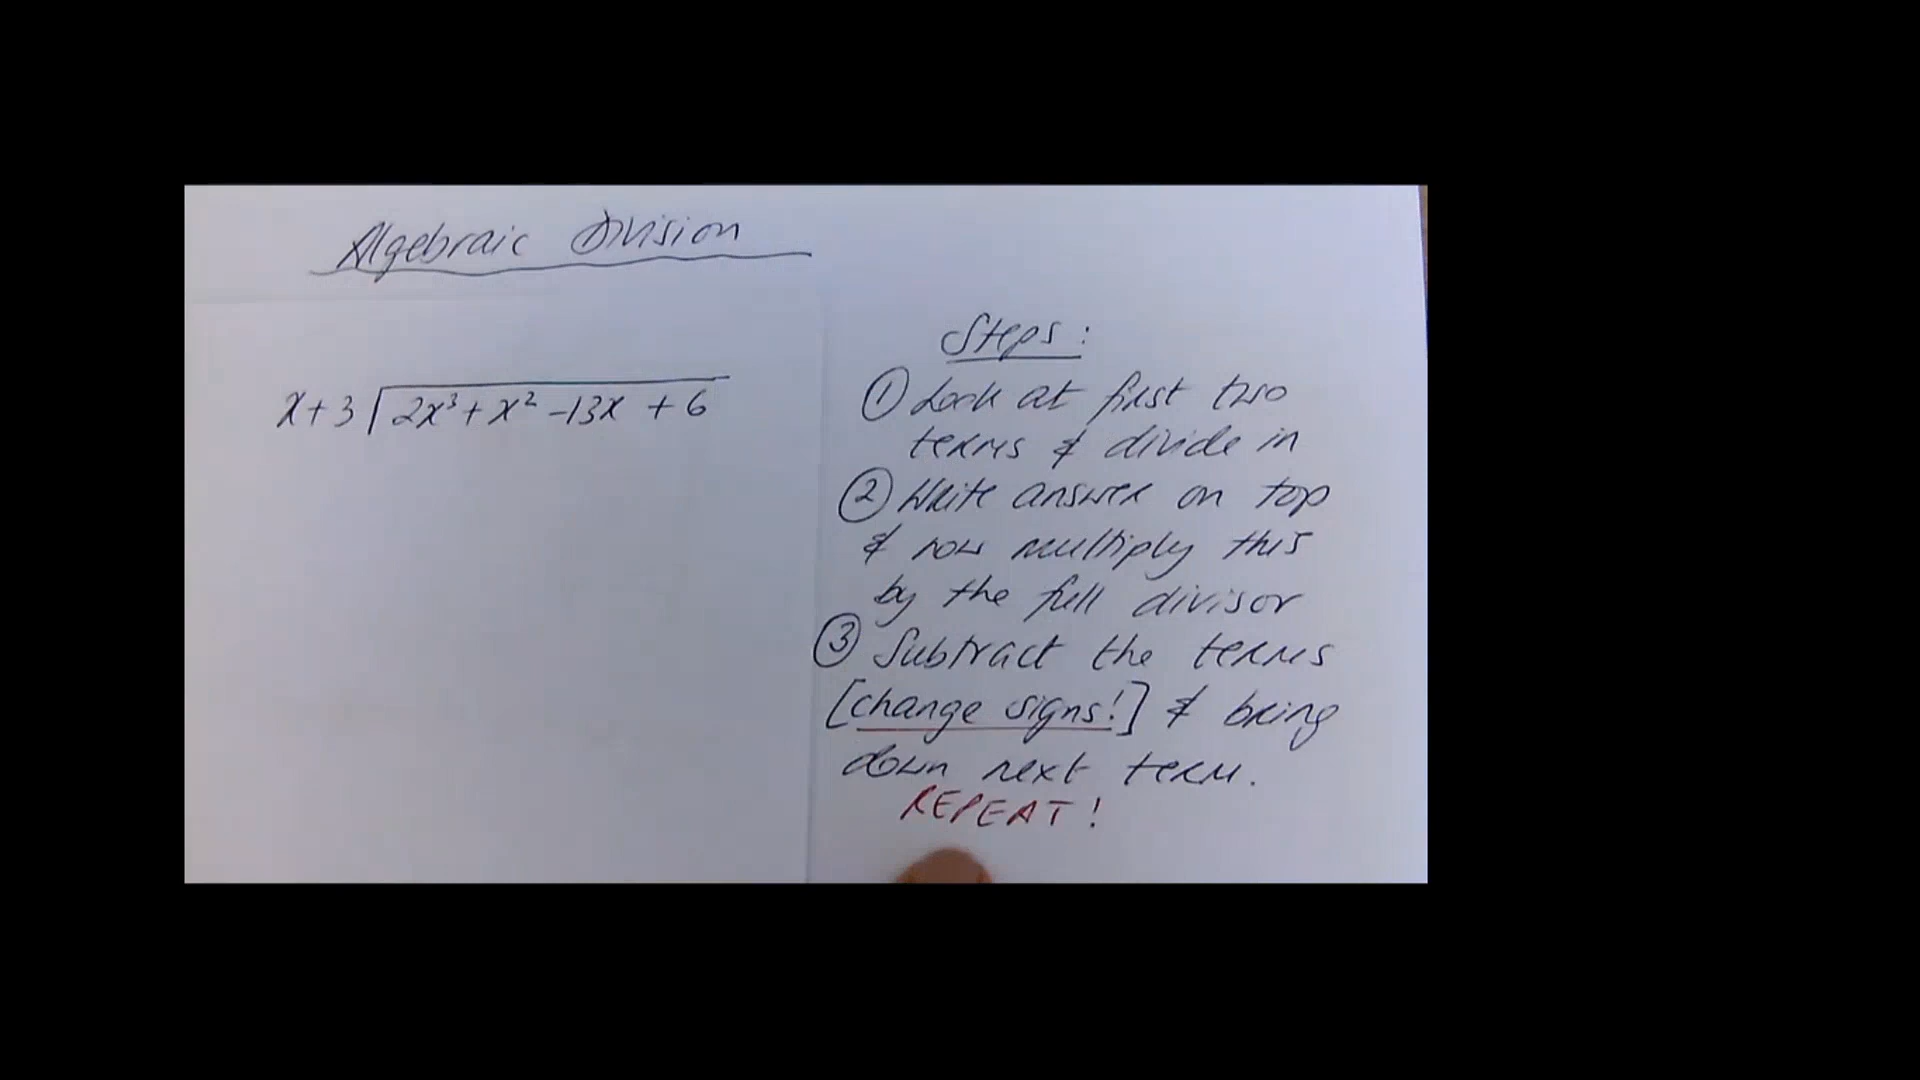 Algebraic Division
x+3 2x³+x²-13x +6
Steps:
① Look at first two
terms & divide in
② Write answer on top
& now multiply this
by the full divisor
③ Subtract the terms
[change signs!] & bring
down next term.
REPEAT!